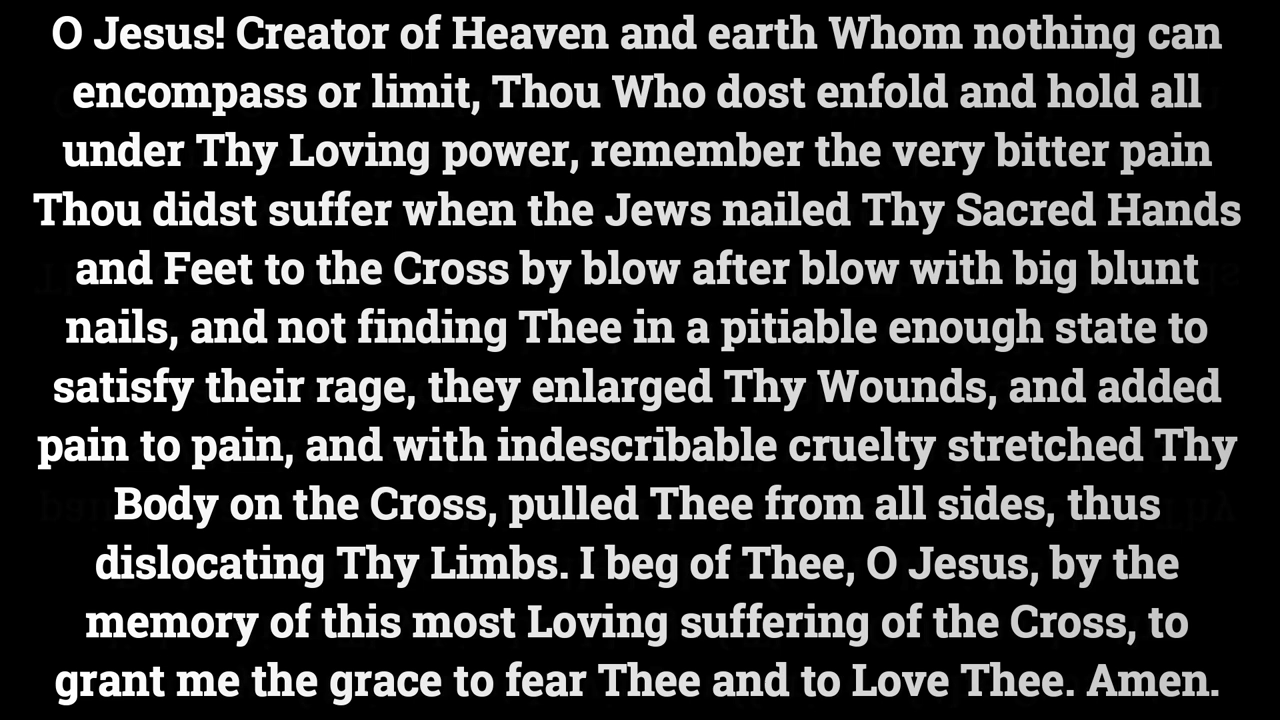 O Jesus! Creator of Heaven and earth Whom nothing can
encompass or limit, Thou Who dost enfold and hold all
under Thy Loving power, remember the very bitter pain
Thou didst suffer when the Jews nailed Thy Sacred Hands
and Feet to the Cross by blow after blow with big blunt
nails, and not finding Thee in a pitiable enough state to
satisfy their rage, they enlarged Thy Wounds, and added
pain to pain, and with indescribable cruelty stretched Thy
Body on the Cross, pulled Thee from all sides, thus
dislocating Thy Limbs. I beg of Thee, O Jesus, by the
memory of this most Loving suffering of the Cross, to
grant me the grace to fear Thee and to Love Thee. Amen.